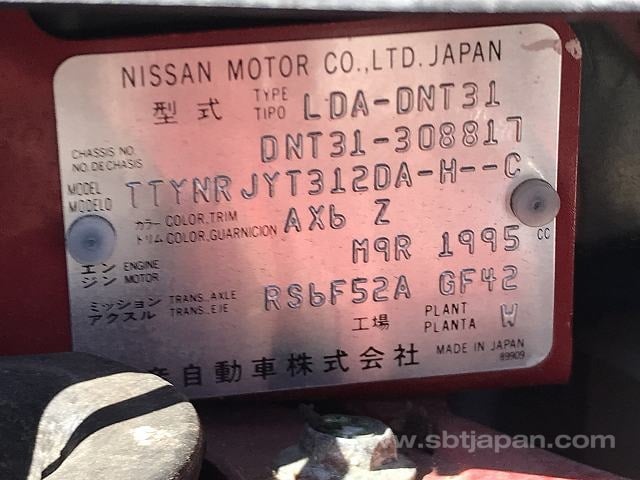 NISSAN MOTOR CO.,LTD. JAPAN
型式 TYPE TIPO LDA-DNT31
CHASSIS NO. NO. DE CHASIS DNT31-308817
MODEL MODELO TTYNRJYT312DA-H--C
カラー COLOR,TRIM トリム COLOR,GUARNICION AX6 Z
エンジン ENGINE MOTOR M9R 1995 CC
ミッション アクスル TRANS.,AXLE TRANS.,EJE RS6F52A GF42
工場 PLANT PLANTA W
自動車株式会社 MADE IN JAPAN
89909
www.sbtjapan.com